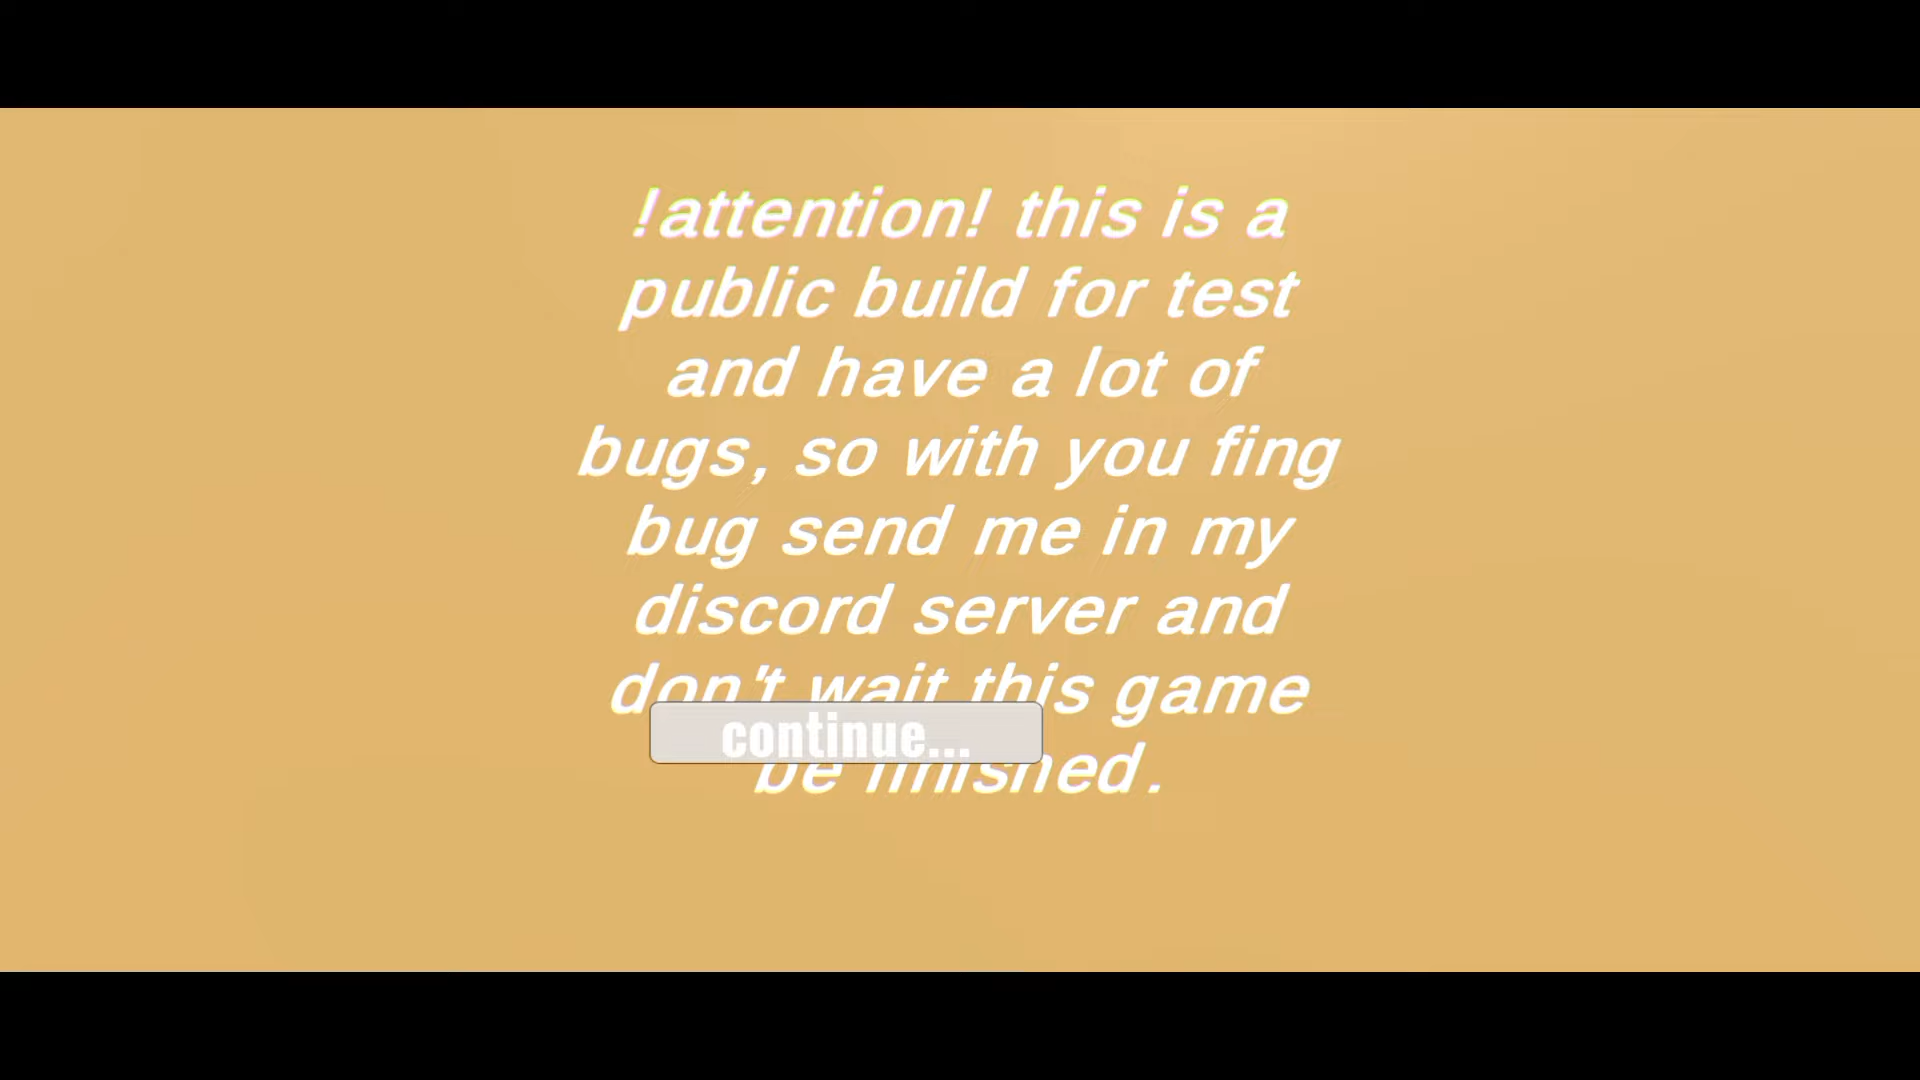 !attention! this is a
public build for test
and have a lot of
bugs, so with you fing
bug send me in my
discord server and
don't wait this game
continue...
be finished.